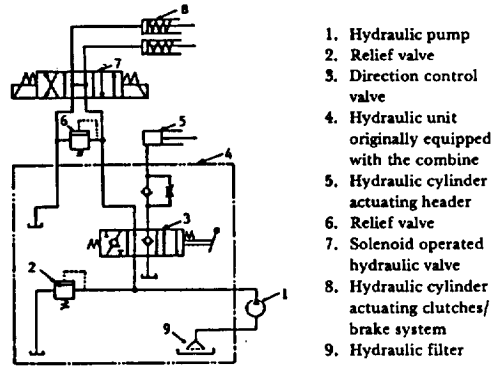 8
7
6
5
4
3
2
1
9
1. Hydraulic pump
2. Relief valve
3. Direction control
valve
4. Hydraulic unit
originally equipped
with the combine
5. Hydraulic cylinder
actuating header
6. Relief valve
7. Solenoid operated
hydraulic valve
8. Hydraulic cylinder
actuating clutches/
brake system
9. Hydraulic filter